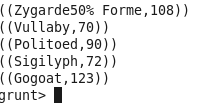 ((Zygarde50% Forme,108))
((Vullaby,70))
((Politoed,90))
((Sigilyph,72))
((Gogoat,123))
grunt>